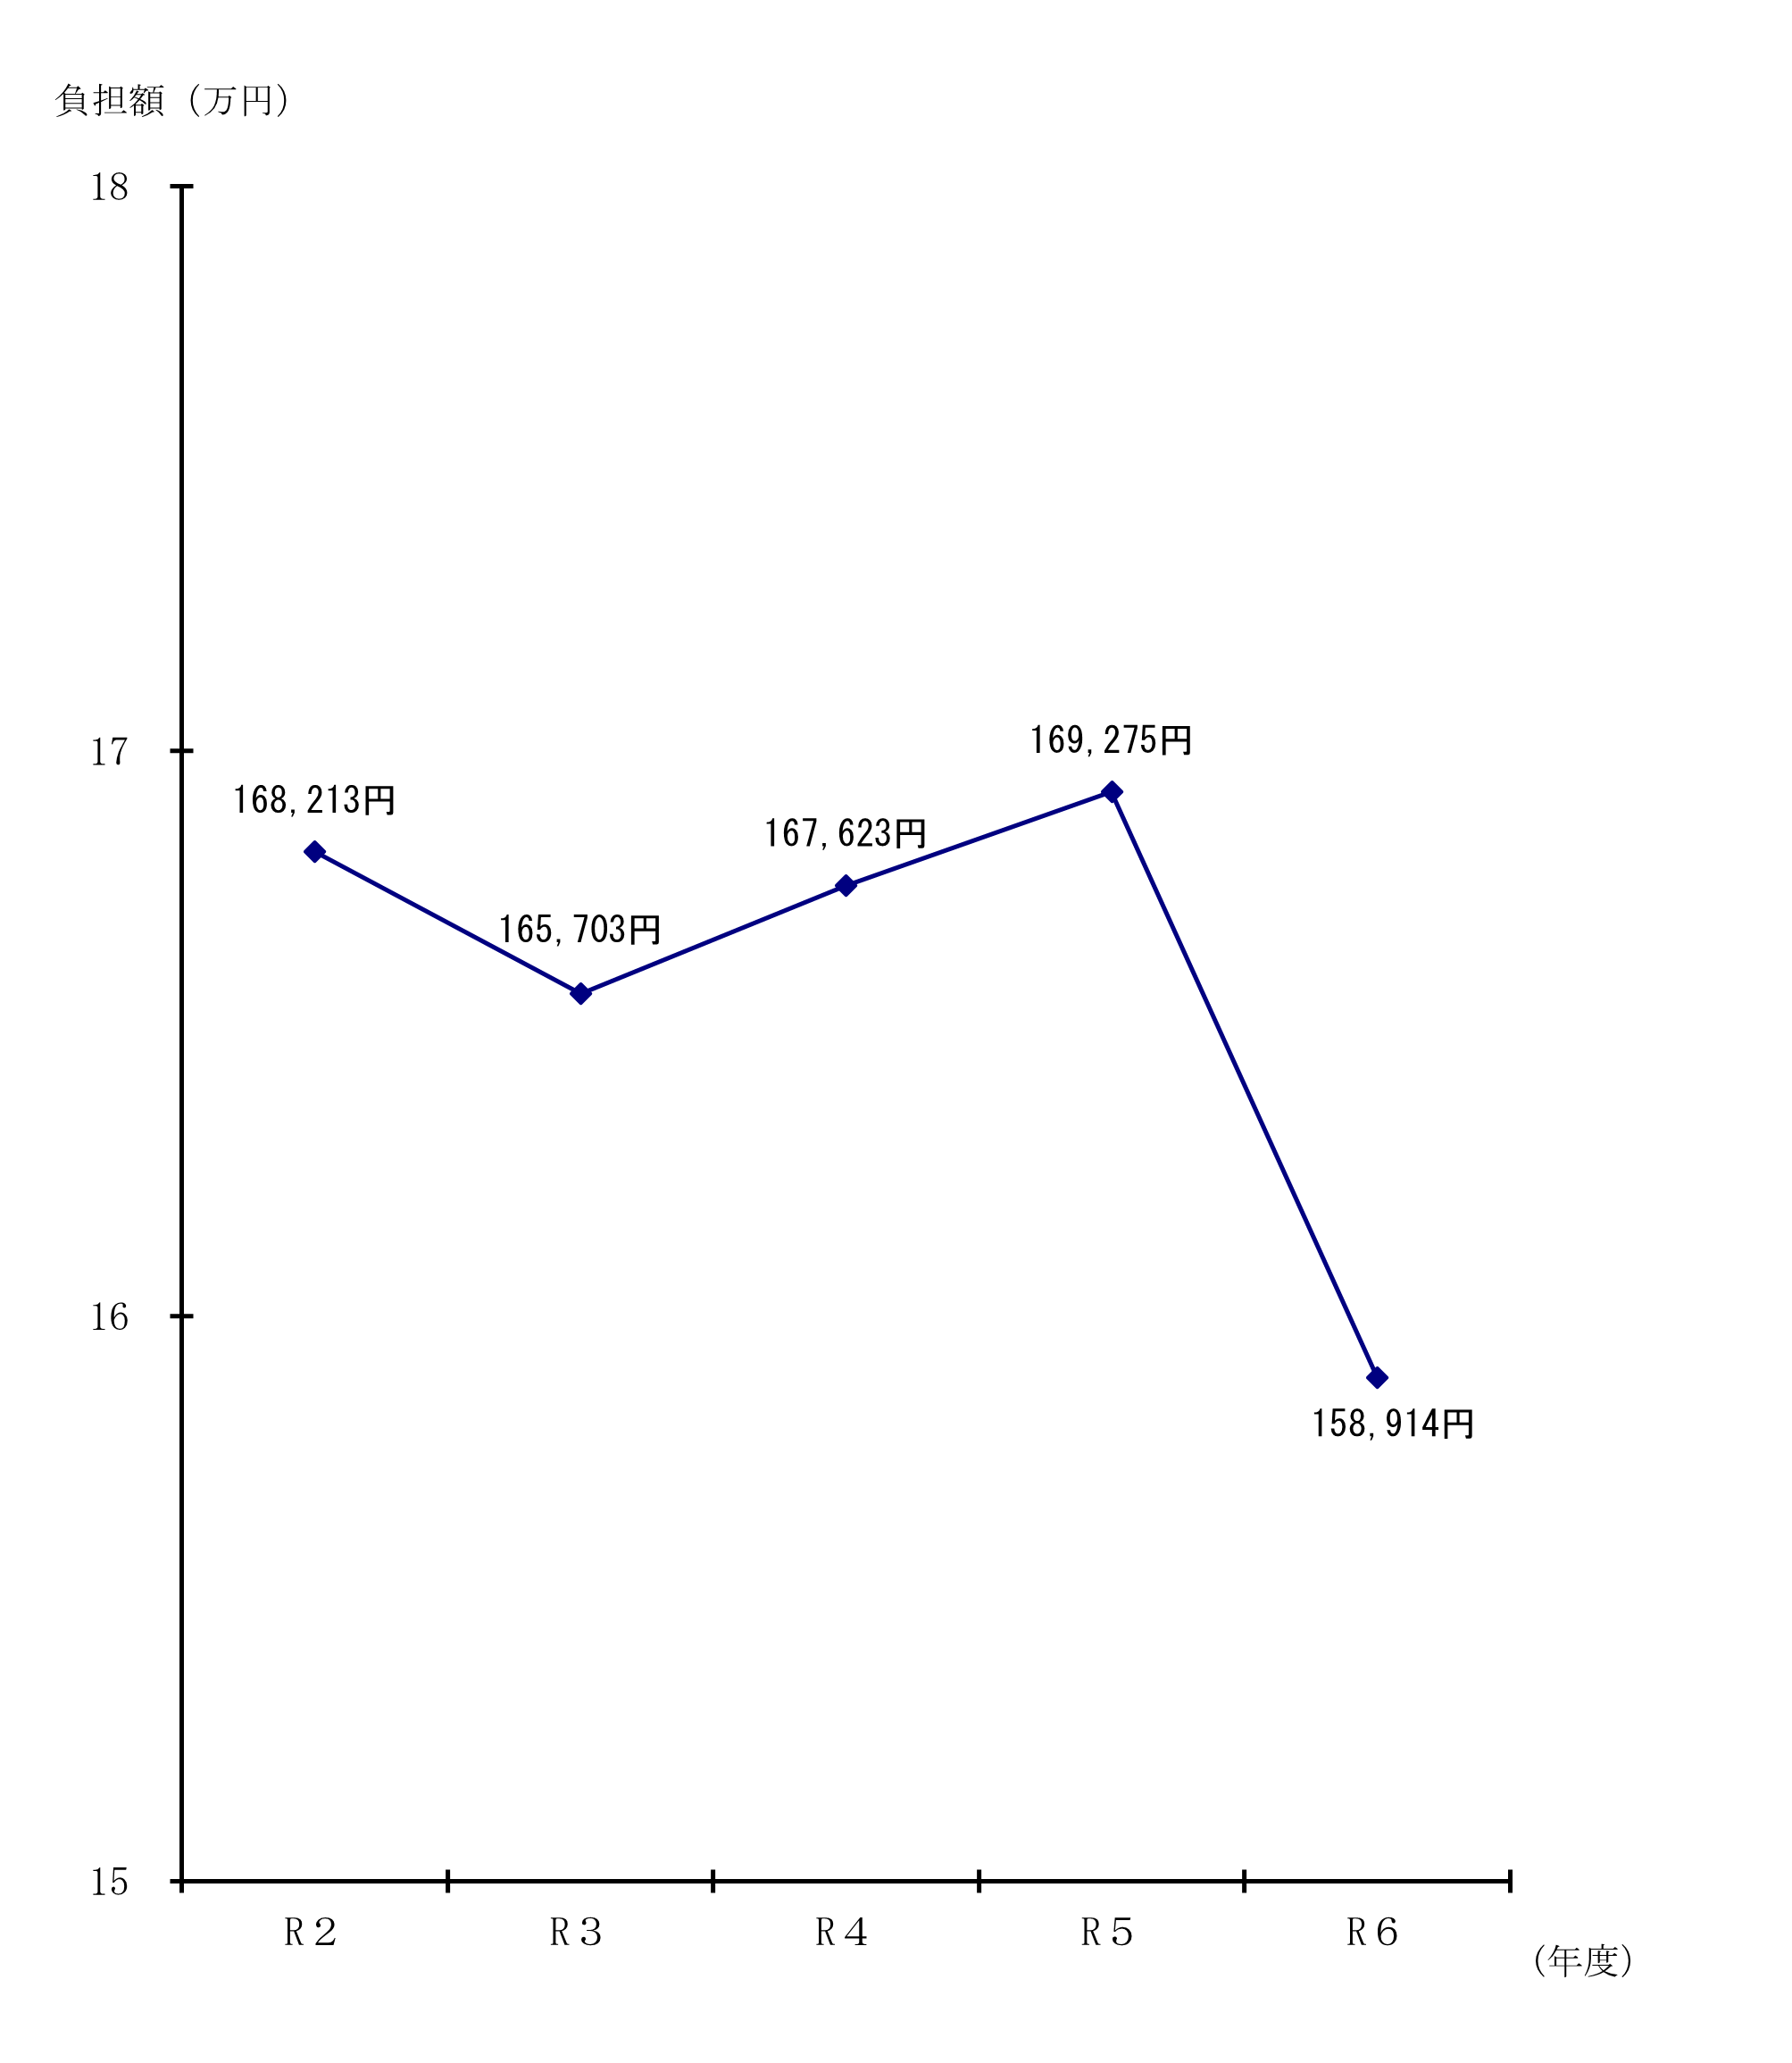 負担額（万円）
18
17
169,275円
168,213円
167,623円
165,703円
16
158,914円
15
R2 R3 R4 R5 R6
（年度）